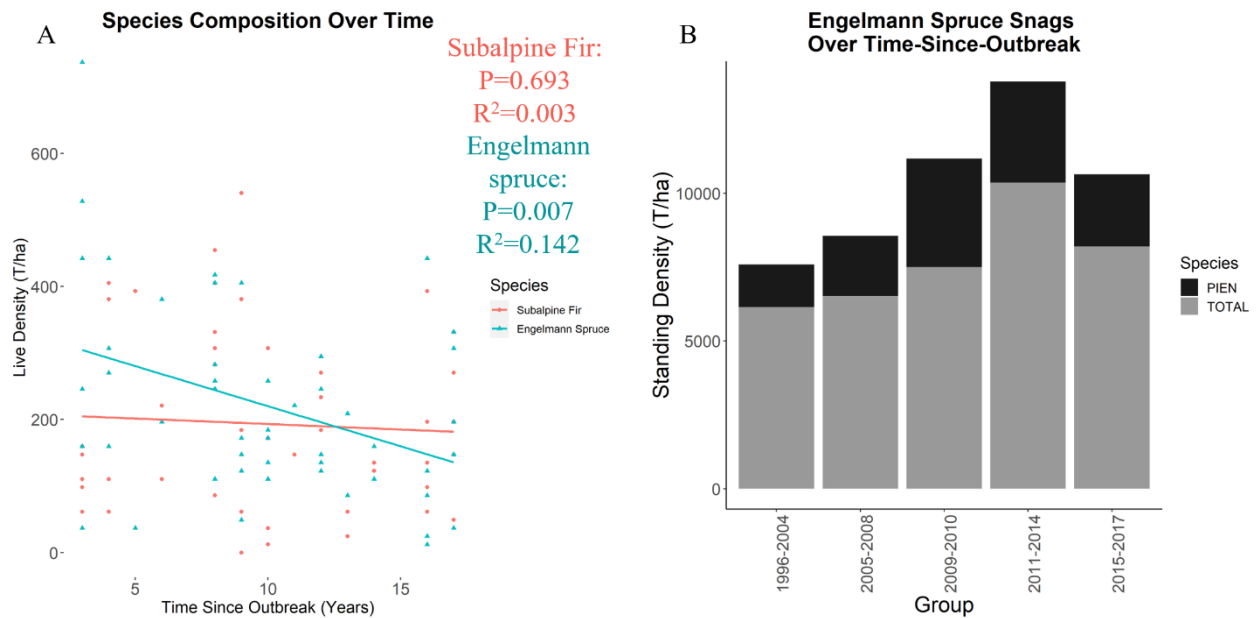 A
Species Composition Over Time
Subalpine Fir:
P=0.693
R²=0.003
Engelmann
spruce:
P=0.007
R²=0.142
Species
Subalpine Fir
Engelmann Spruce
Live Density (T/ha)
600
400
200
0
5 10 15
Time Since Outbreak (Years)
B
Engelmann Spruce Snags
Over Time-Since-Outbreak
Standing Density (T/ha)
10000
5000
0
1996-2004
2005-2008
2009-2010
2011-2014
2015-2017
Group
Species
PIEN
TOTAL